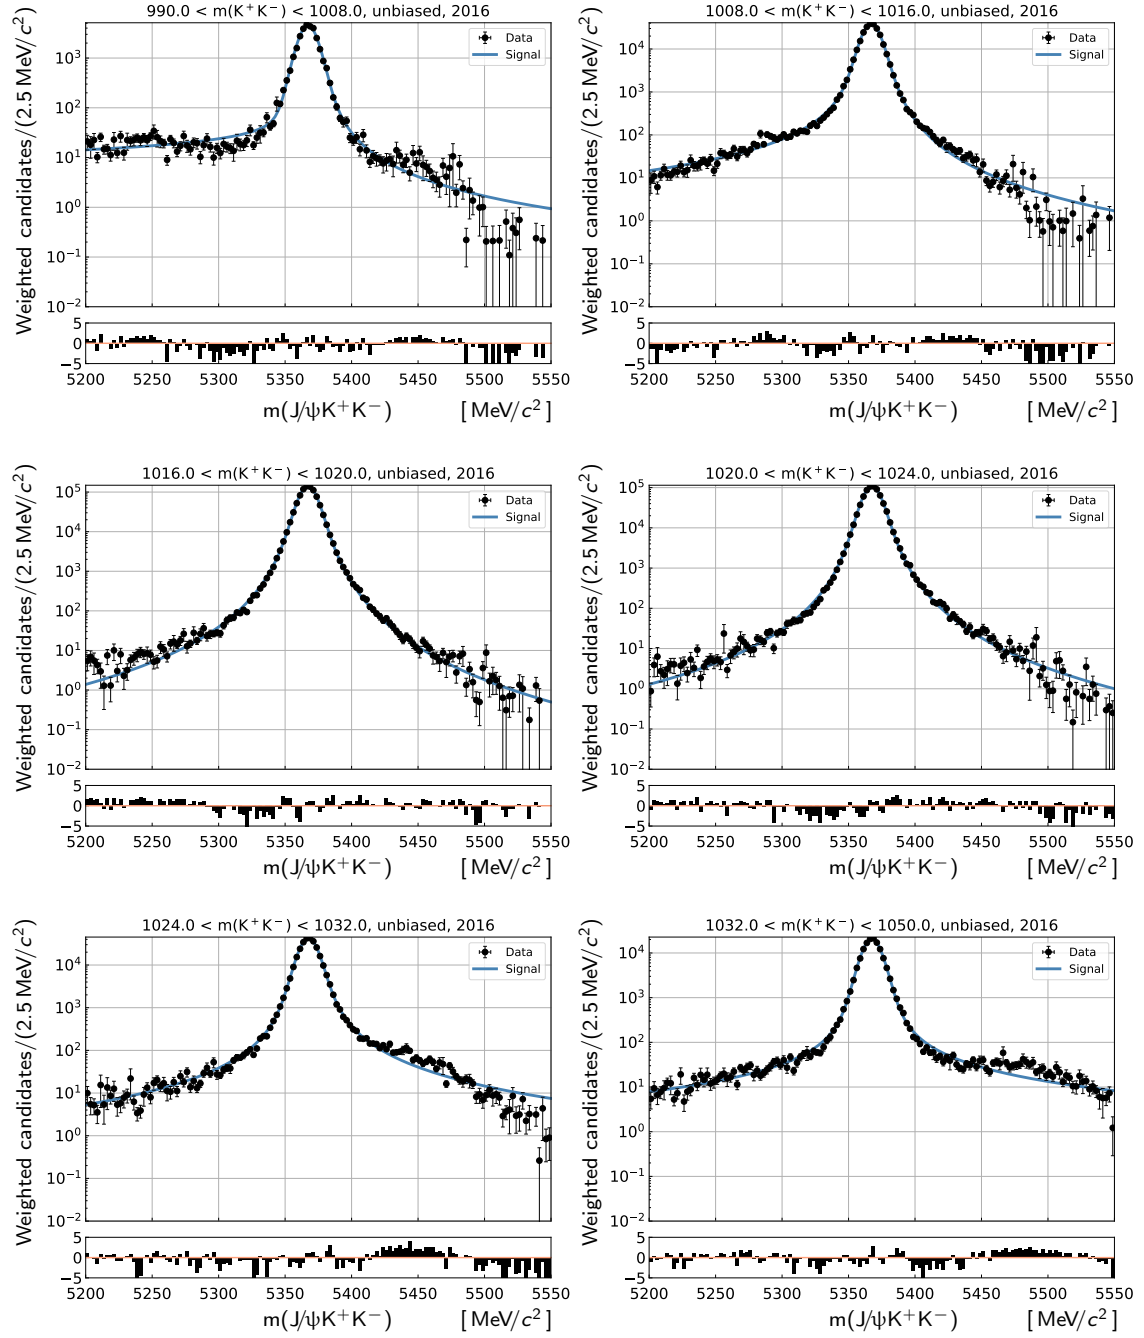 990.0 < m(K⁺K⁻) < 1008.0, unbiased, 2016
Weighted candidates/(2.5 MeV/c²)
10³
10²
10¹
10⁰
10⁻¹
10⁻²
Data
Signal
5
0
−5
5200 5250 5300 5350 5400 5450 5500 5550
m(J/ψK⁺K⁻) [MeV/c²]
1008.0 < m(K⁺K⁻) < 1016.0, unbiased, 2016
Weighted candidates/(2.5 MeV/c²)
10⁴
10³
10²
10¹
10⁰
10⁻¹
10⁻²
Data
Signal
5
0
−5
5200 5250 5300 5350 5400 5450 5500 5550
m(J/ψK⁺K⁻) [MeV/c²]
1016.0 < m(K⁺K⁻) < 1020.0, unbiased, 2016
Weighted candidates/(2.5 MeV/c²)
10⁵
10⁴
10³
10²
10¹
10⁰
10⁻¹
10⁻²
Data
Signal
5
0
−5
5200 5250 5300 5350 5400 5450 5500 5550
m(J/ψK⁺K⁻) [MeV/c²]
1020.0 < m(K⁺K⁻) < 1024.0, unbiased, 2016
Weighted candidates/(2.5 MeV/c²)
10⁵
10⁴
10³
10²
10¹
10⁰
10⁻¹
10⁻²
Data
Signal
5
0
−5
5200 5250 5300 5350 5400 5450 5500 5550
m(J/ψK⁺K⁻) [MeV/c²]
1024.0 < m(K⁺K⁻) < 1032.0, unbiased, 2016
Weighted candidates/(2.5 MeV/c²)
10⁴
10³
10²
10¹
10⁰
10⁻¹
10⁻²
Data
Signal
5
0
−5
5200 5250 5300 5350 5400 5450 5500 5550
m(J/ψK⁺K⁻) [MeV/c²]
1032.0 < m(K⁺K⁻) < 1050.0, unbiased, 2016
Weighted candidates/(2.5 MeV/c²)
10⁴
10³
10²
10¹
10⁰
10⁻¹
10⁻²
Data
Signal
5
0
−5
5200 5250 5300 5350 5400 5450 5500 5550
m(J/ψK⁺K⁻) [MeV/c²]